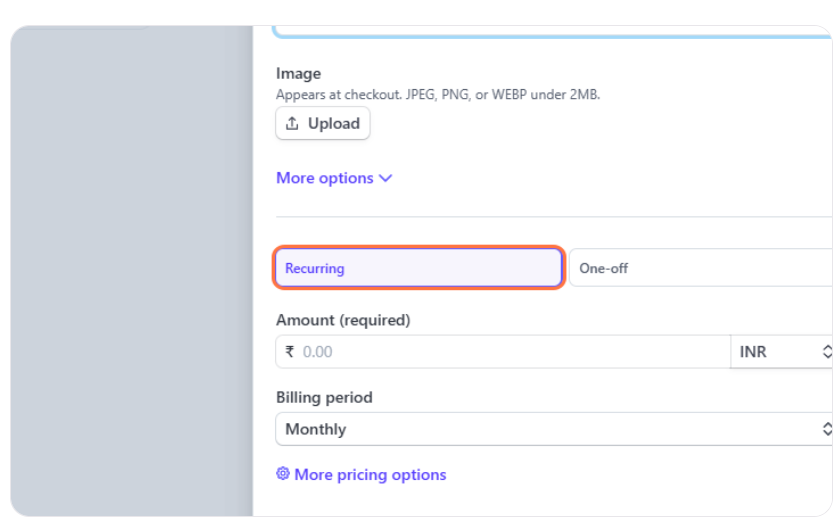 Image
Appears at checkout. JPEG, PNG, or WEBP under 2MB.
Upload
More options
Recurring
One-off
Amount (required)
₹ 0.00
INR
Billing period
Monthly
More pricing options